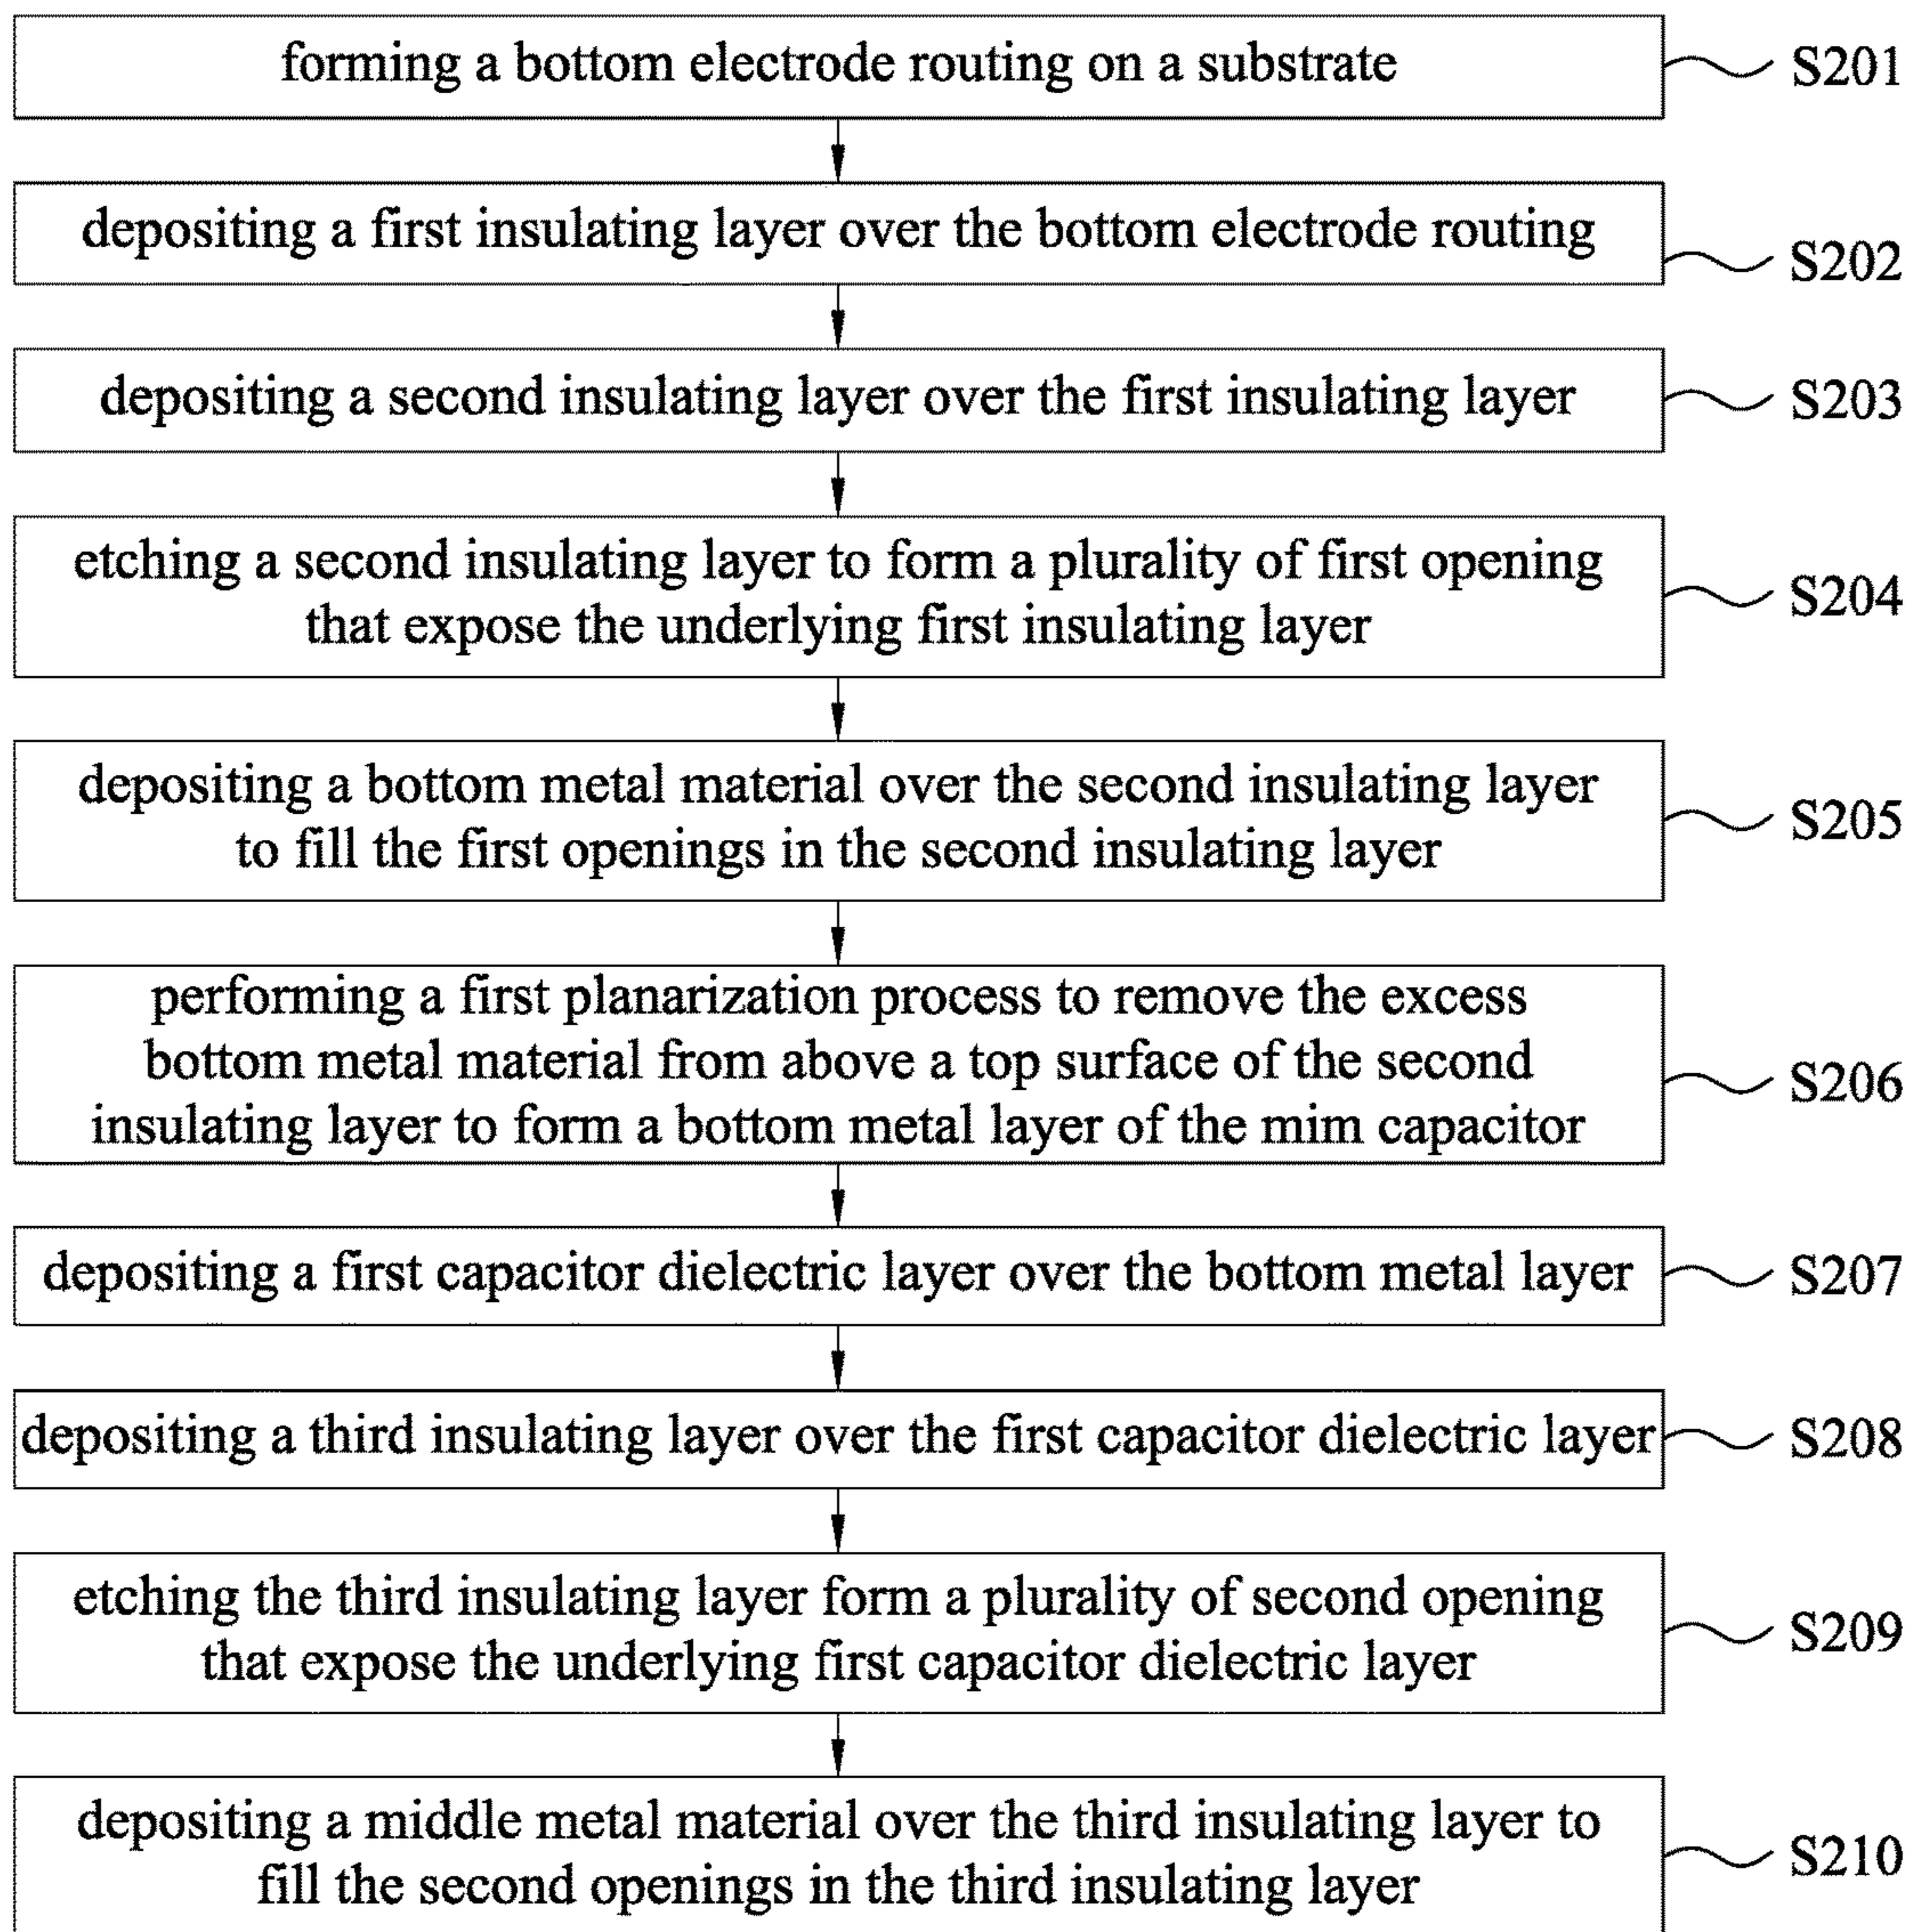 forming a bottom electrode routing on a substrate
S201
depositing a first insulating layer over the bottom electrode routing
S202
depositing a second insulating layer over the first insulating layer
S203
etching a second insulating layer to form a plurality of first opening
that expose the underlying first insulating layer
S204
depositing a bottom metal material over the second insulating layer
to fill the first openings in the second insulating layer
S205
performing a first planarization process to remove the excess
bottom metal material from above a top surface of the second
insulating layer to form a bottom metal layer of the mim capacitor
S206
depositing a first capacitor dielectric layer over the bottom metal layer
S207
depositing a third insulating layer over the first capacitor dielectric layer
S208
etching the third insulating layer form a plurality of second opening
that expose the underlying first capacitor dielectric layer
S209
depositing a middle metal material over the third insulating layer to
fill the second openings in the third insulating layer
S210